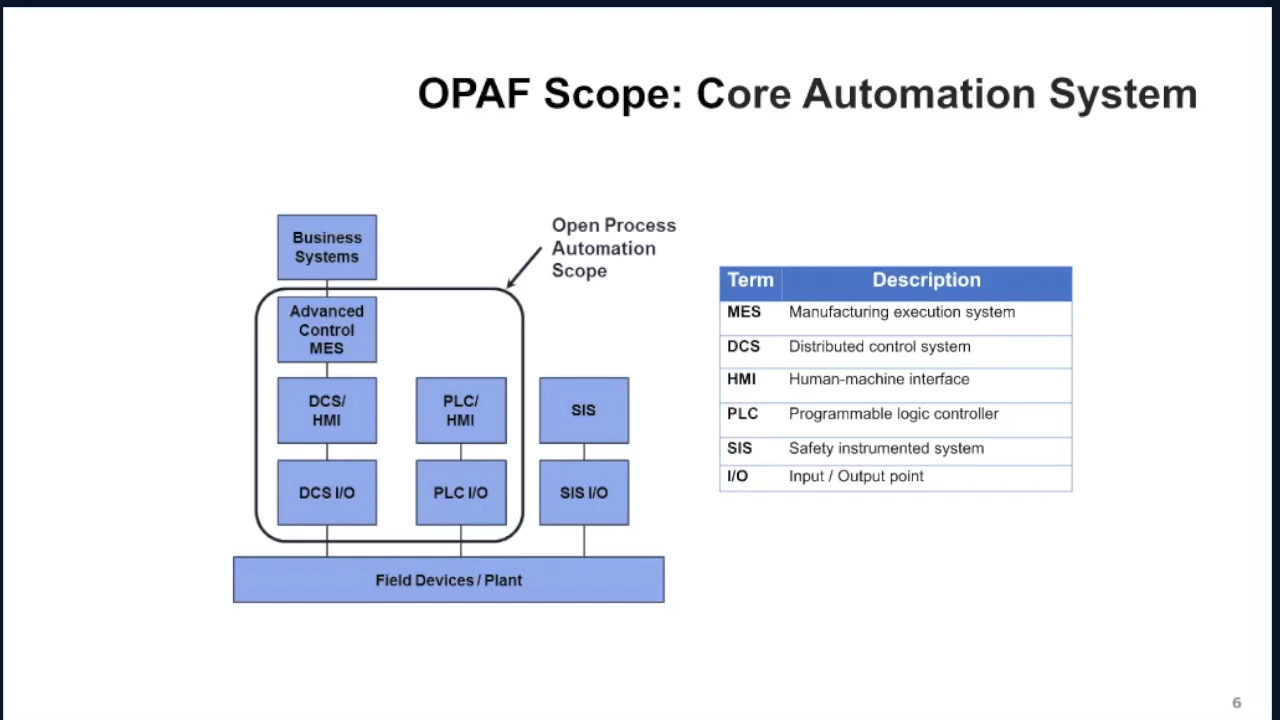 OPAF Scope: Core Automation System
Open Process
Automation
Scope
Business
Systems
Advanced
Control
MES
DCS/
HMI
PLC/
HMI
SIS
DCS I/O
PLC I/O
SIS I/O
Field Devices / Plant
Term Description
MES Manufacturing execution system
DCS Distributed control system
HMI Human-machine interface
PLC Programmable logic controller
SIS Safety instrumented system
I/O Input / Output point
6